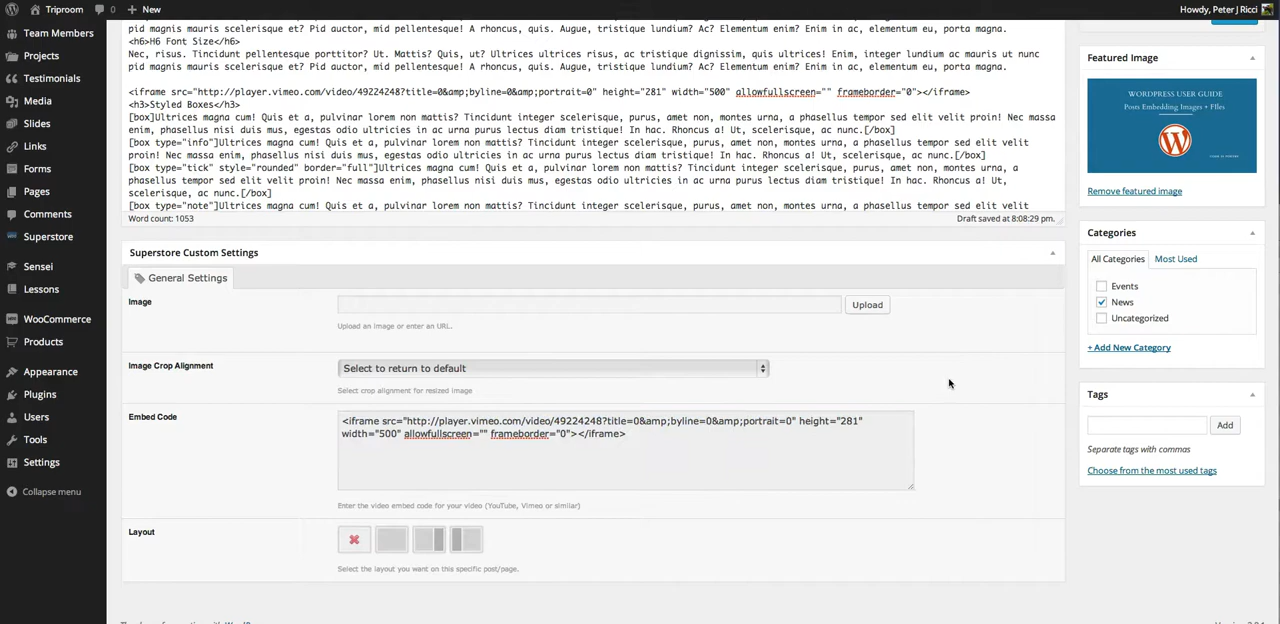 Triproom
0
New
Howdy, Peter J Ricci
Team Members
Projects
Testimonials
Media
Slides
Links
Forms
Pages
Comments
Superstore
Sensei
Lessons
WooCommerce
Products
Appearance
Plugins
Users
Tools
Settings
Collapse menu
pid magnis mauris scelerisque et? Pid auctor, mid pellentesque! A rhoncus, quis. Augue, tristique lundium? Ac? Elementum enim? Enim in ac, elementum eu, porta magna.
<h6>H6 Font Size</h6>
Nec, risus. Tincidunt pellentesque porttitor? Ut. Mattis? Quis, ut? Ultrices ultrices risus, ac tristique dignissim, quis ultrices! Enim, integer lundium ac mauris ut nunc
pid magnis mauris scelerisque et? Pid auctor, mid pellentesque! A rhoncus, quis. Augue, tristique lundium? Ac? Elementum enim? Enim in ac, elementum eu, porta magna.
<iframe src="http://player.vimeo.com/video/49224248?title=0&amp;byline=0&amp;portrait=0" height="281" width="500" allowfullscreen="" frameborder="0"></iframe>
<h3>Styled Boxes</h3>
[box]Ultrices magna cum! Quis et a, pulvinar lorem non mattis? Tincidunt integer scelerisque, purus, amet non, montes urna, a phasellus tempor sed elit velit proin! Nec massa
enim, phasellus nisi duis mus, egestas odio ultricies in ac urna purus lectus diam tristique! In hac. Rhoncus a! Ut, scelerisque, ac nunc.[/box]
[box type="info"]Ultrices magna cum! Quis et a, pulvinar lorem non mattis? Tincidunt integer scelerisque, purus, amet non, montes urna, a phasellus tempor sed elit velit
proin! Nec massa enim, phasellus nisi duis mus, egestas odio ultricies in ac urna purus lectus diam tristique! In hac. Rhoncus a! Ut, scelerisque, ac nunc.[/box]
[box type="tick" style="rounded" border="full"]Ultrices magna cum! Quis et a, pulvinar lorem non mattis? Tincidunt integer scelerisque, purus, amet non, montes urna, a
phasellus tempor sed elit velit proin! Nec massa enim, phasellus nisi duis mus, egestas odio ultricies in ac urna purus lectus diam tristique! In hac. Rhoncus a! Ut,
scelerisque, ac nunc.[/box]
[box type="note"]Ultrices magna cum! Quis et a, pulvinar lorem non mattis? Tincidunt integer scelerisque, purus, amet non, montes urna, a phasellus tempor sed elit velit
Word count: 1053
Draft saved at 8:08:29 pm.
Superstore Custom Settings
General Settings
Image
Upload
Upload an image or enter an URL.
Image Crop Alignment
Select to return to default
Select crop alignment for resized image
Embed Code
<iframe src="http://player.vimeo.com/video/49224248?title=0&amp;byline=0&amp;portrait=0" height="281"
width="500" allowfullscreen="" frameborder="0"></iframe>
Enter the video embed code for your video (YouTube, Vimeo or similar)
Layout
Select the layout you want on this specific post/page.
Featured Image
WORDPRESS USER GUIDE
Posts Embedding Images + FIles
Remove featured image
Categories
All Categories
Most Used
Events
News
Uncategorized
+ Add New Category
Tags
Add
Separate tags with commas
Choose from the most used tags